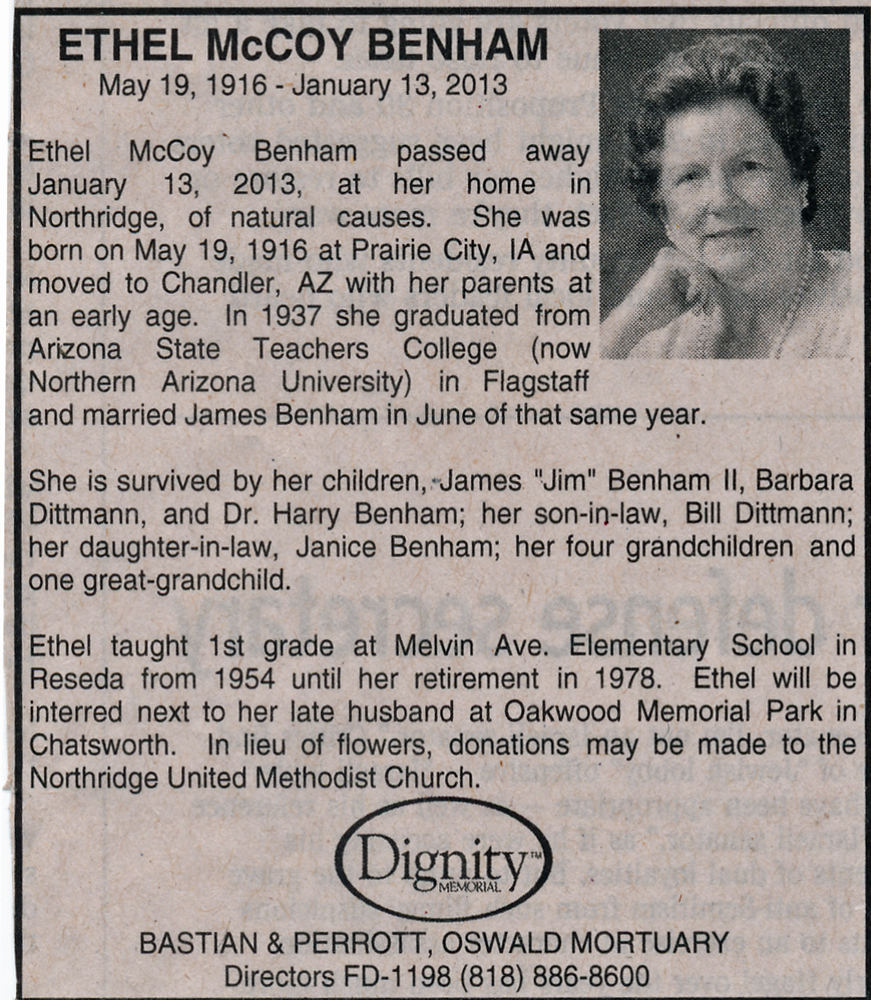 ETHEL McCOY BENHAM
May 19, 1916 - January 13, 2013
Ethel McCoy Benham passed away
January 13, 2013, at her home in
Northridge, of natural causes. She was
born on May 19, 1916 at Prairie City, IA and
moved to Chandler, AZ with her parents at
an early age. In 1937 she graduated from
Arizona State Teachers College (now
Northern Arizona University) in Flagstaff
and married James Benham in June of that same year.
She is survived by her children, James "Jim" Benham II, Barbara
Dittmann, and Dr. Harry Benham; her son-in-law, Bill Dittmann;
her daughter-in-law, Janice Benham; her four grandchildren and
one great-grandchild.
Ethel taught 1st grade at Melvin Ave. Elementary School in
Reseda from 1954 until her retirement in 1978. Ethel will be
interred next to her late husband at Oakwood Memorial Park in
Chatsworth. In lieu of flowers, donations may be made to the
Northridge United Methodist Church.
Dignity™
MEMORIAL
BASTIAN & PERROTT, OSWALD MORTUARY
Directors FD-1198 (818) 886-8600